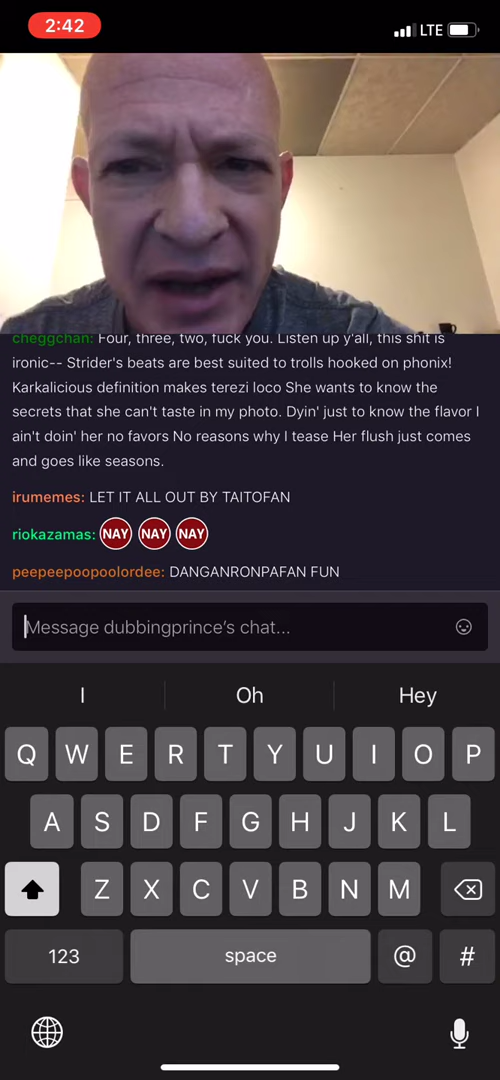 2:42
LTE
cheggchan: Four, three, two, fuck you. Listen up y'all, this shit is
ironic-- Strider's beats are best suited to trolls hooked on phonix!
Karkalicious definition makes terezi loco She wants to know the
secrets that she can't taste in my photo. Dyin' just to know the flavor I
ain't doin' her no favors No reasons why I tease Her flush just comes
and goes like seasons.
irumemes: LET IT ALL OUT BY TAITOFAN
riokazamas: NAY NAY NAY
peepeepoopoolordee: DANGANRONPAFAN FUN
Message dubbingprince's chat...
I Oh Hey
Q W E R T Y U I O P
A S D F G H J K L
Z X C V B N M
123 space @ #